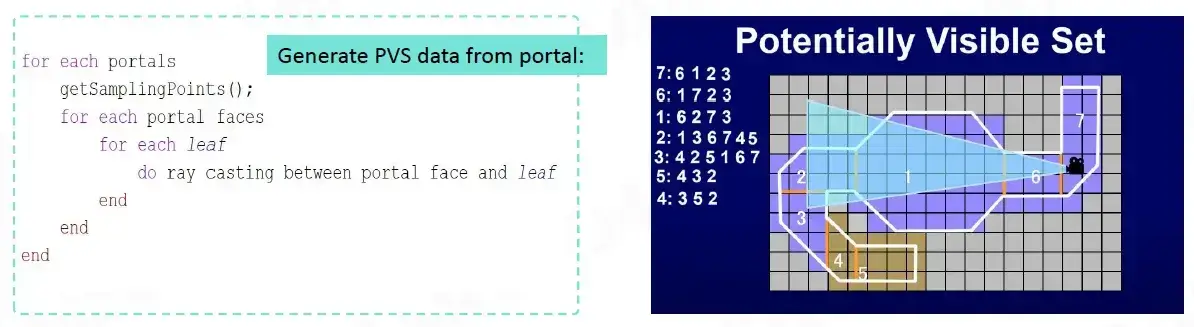 Generate PVS data from portal:
for each portals
getSamplingPoints();
for each portal faces
for each leaf
do ray casting between portal face and leaf
end
end
end
Potentially Visible Set
7: 6 1 2 3
6: 1 7 2 3
1: 6 2 7 3
2: 1 3 6 7 4 5
3: 4 2 5 1 6 7
5: 4 3 2
4: 3 5 2
7
2
1
6
3
4
5